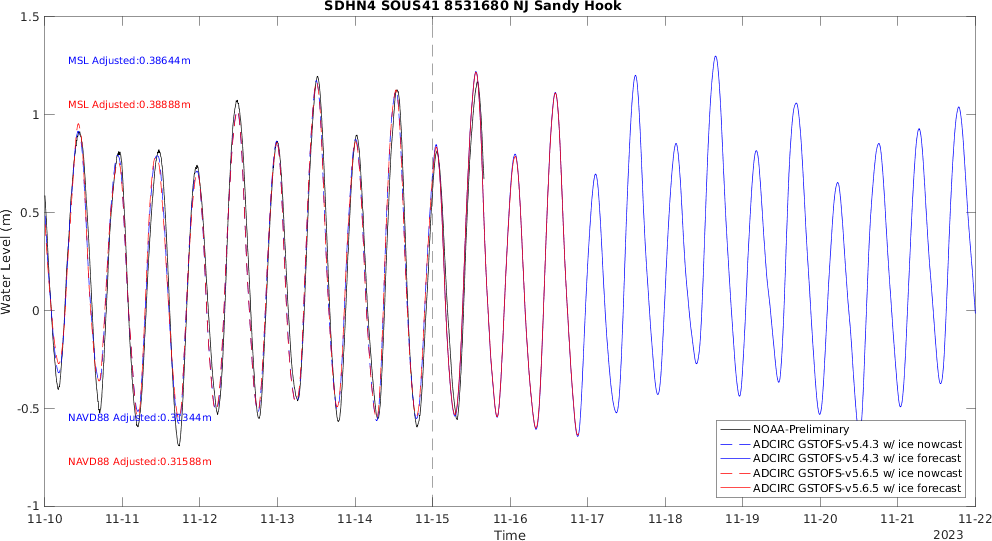 SDHN4 SOUS41 8531680 NJ Sandy Hook
1.5
1
0.5
0
-0.5
-1
Water Level (m)
MSL Adjusted:0.38644m
MSL Adjusted:0.38888m
NAVD88 Adjusted:0.31344m
NAVD88 Adjusted:0.31588m
NOAA-Preliminary
ADCIRC GSTOFS-v5.4.3 w/ ice nowcast
ADCIRC GSTOFS-v5.4.3 w/ ice forecast
ADCIRC GSTOFS-v5.6.5 w/ ice nowcast
ADCIRC GSTOFS-v5.6.5 w/ ice forecast
11-10 11-11 11-12 11-13 11-14 11-15 11-16 11-17 11-18 11-19 11-20 11-21 11-22
Time
2023